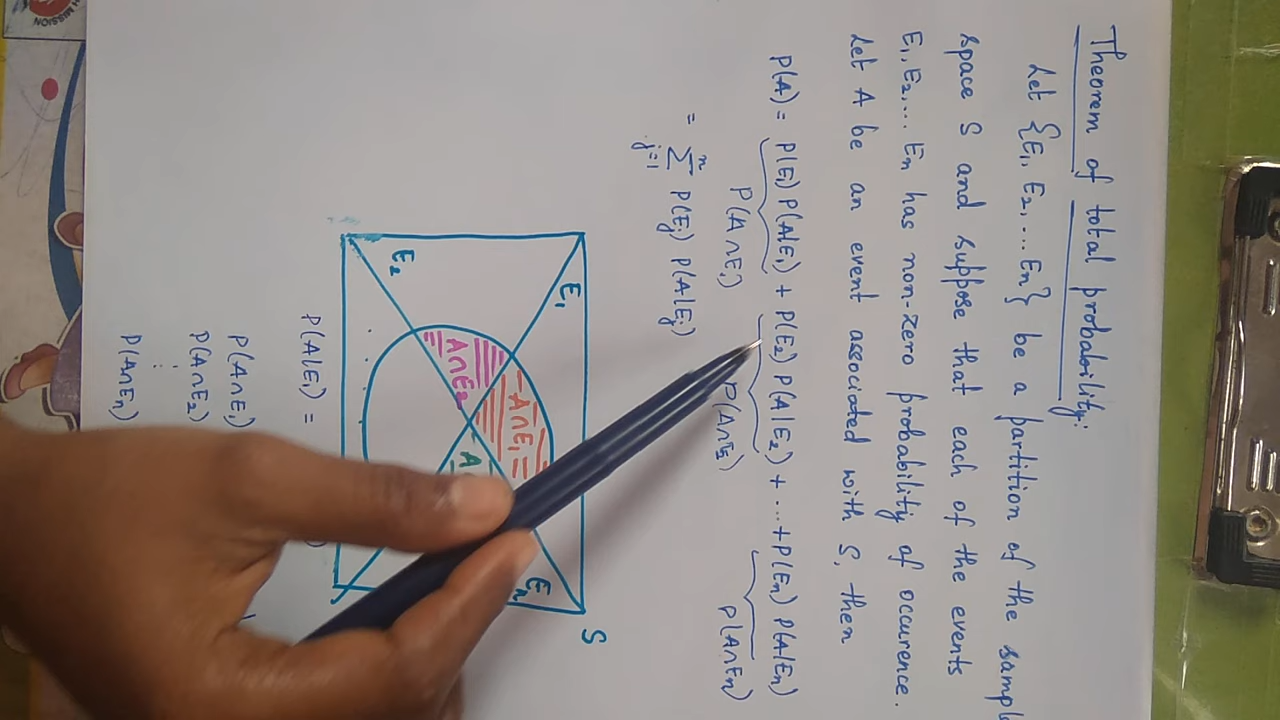 Theorem of total probability:
Let {E₁, E₂, ... Eₙ} be a partition of the sample
space S and suppose that each of the events
E₁, E₂, ... Eₙ has non-zero probability of occurence.
Let A be an event associated with S, then
P(A) = P(E₁) P(A|E₁) + P(E₂) P(A|E₂) + ... + P(Eₙ) P(A|Eₙ)
P(A∩E₁) P(A∩E₂) P(A∩Eₙ)
= ∑ⁿⱼ₌₁ P(Eⱼ) P(A|Eⱼ)
S
E₁
A∩E₁
Eₙ
E₂
A∩E₂
A
P(A|E₁) =
P(A∩E₁)
P(A∩E₂)
⋮
P(A∩Eₙ)
MISSION